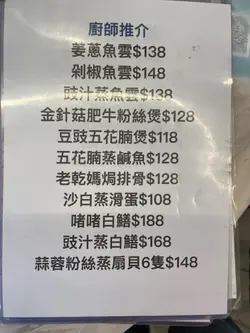 廚師推介
姜蔥魚雲$138
剁椒魚雲$148
豉汁蒸魚雲$138
金針菇肥牛粉絲煲$128
豆豉五花腩煲$118
五花腩蒸鹹魚$128
老乾媽焗排骨$128
沙白蒸滑蛋$108
啫啫白鱔$188
豉汁蒸白鱔$168
蒜蓉粉絲蒸扇貝6隻$148